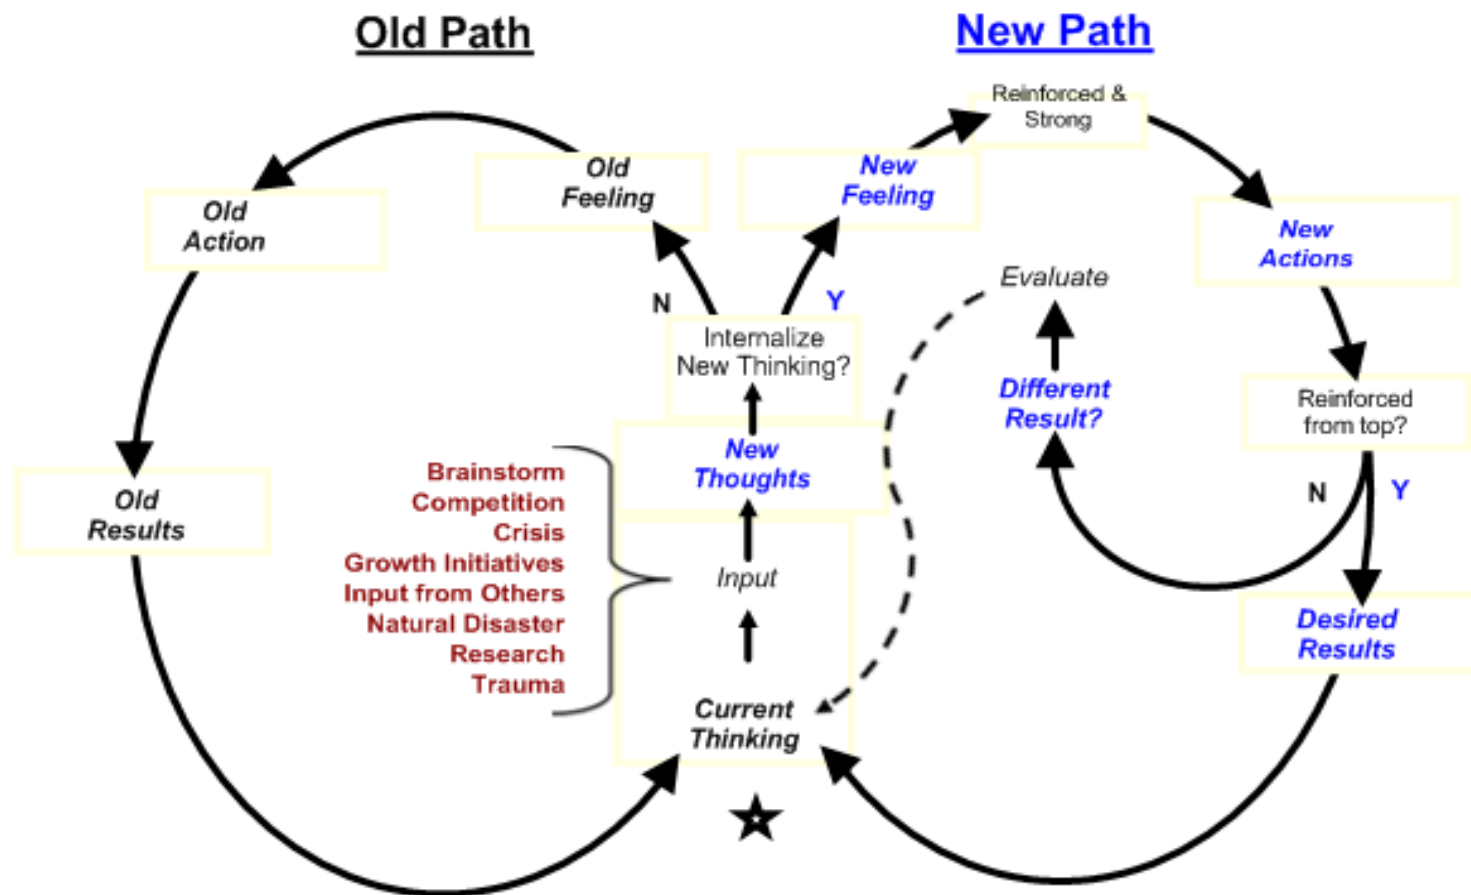 Old Path
New Path
Reinforced &
Strong
Old
Feeling
New
Feeling
Old
Action
New
Actions
Evaluate
N
Y
Internalize
New Thinking?
Different
Result?
Reinforced
from top?
New
Thoughts
Brainstorm
Competition
Crisis
Growth Initiatives
Input from Others
Natural Disaster
Research
Trauma
Old
Results
N
Y
Input
Desired
Results
Current
Thinking